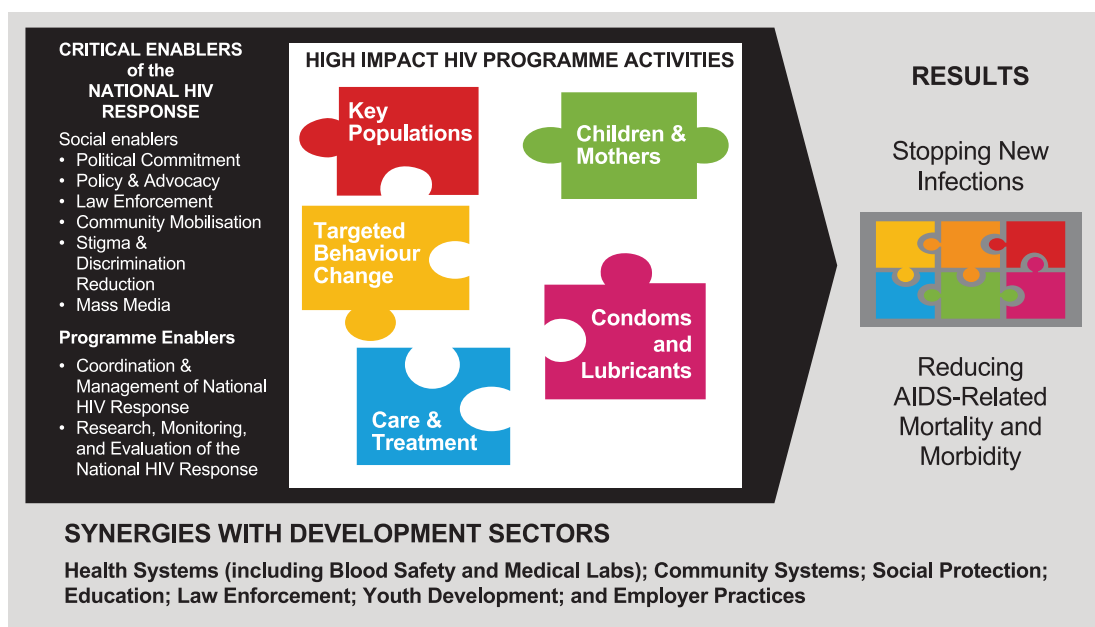 CRITICAL ENABLERS
of the
NATIONAL HIV
RESPONSE
Social enablers
• Political Commitment
• Policy & Advocacy
• Law Enforcement
• Community Mobilisation
• Stigma &
Discrimination
Reduction
• Mass Media
Programme Enablers
• Coordination &
Management of National
HIV Response
• Research, Monitoring,
and Evaluation of the
National HIV Response
HIGH IMPACT HIV PROGRAMME ACTIVITIES
Key
Populations
Children &
Mothers
Targeted
Behaviour
Change
Condoms
and
Lubricants
Care &
Treatment
RESULTS
Stopping New
Infections
Reducing
AIDS-Related
Mortality and
Morbidity
SYNERGIES WITH DEVELOPMENT SECTORS
Health Systems (including Blood Safety and Medical Labs); Community Systems; Social Protection;
Education; Law Enforcement; Youth Development; and Employer Practices